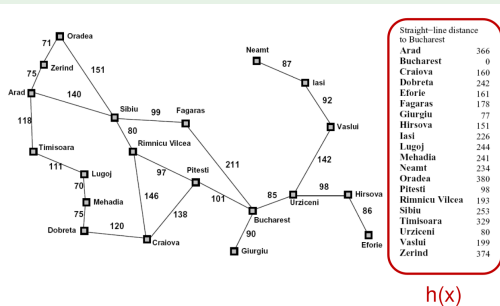 Oradea
71
Neamt
87
Zerind
151
75
Iasi
Arad
140
92
Sibiu
99
Fagaras
118
80
Vaslui
Rimnicu Vilcea
Timisoara
142
111
Pitesti
211
Lugoj
97
70
98
Hirsova
146
101
85
Mehadia
Urziceni
138
86
75
120
Bucharest
Dobreta
90
Craiova
Eforie
Giurgiu
Straight−line distance
to Bucharest
Arad 366
Bucharest 0
Craiova 160
Dobreta 242
Eforie 161
Fagaras 178
Giurgiu 77
Hirsova 151
Iasi 226
Lugoj 244
Mehadia 241
Neamt 234
Oradea 380
Pitesti 98
Rimnicu Vilcea 193
Sibiu 253
Timisoara 329
Urziceni 80
Vaslui 199
Zerind 374
h(x)